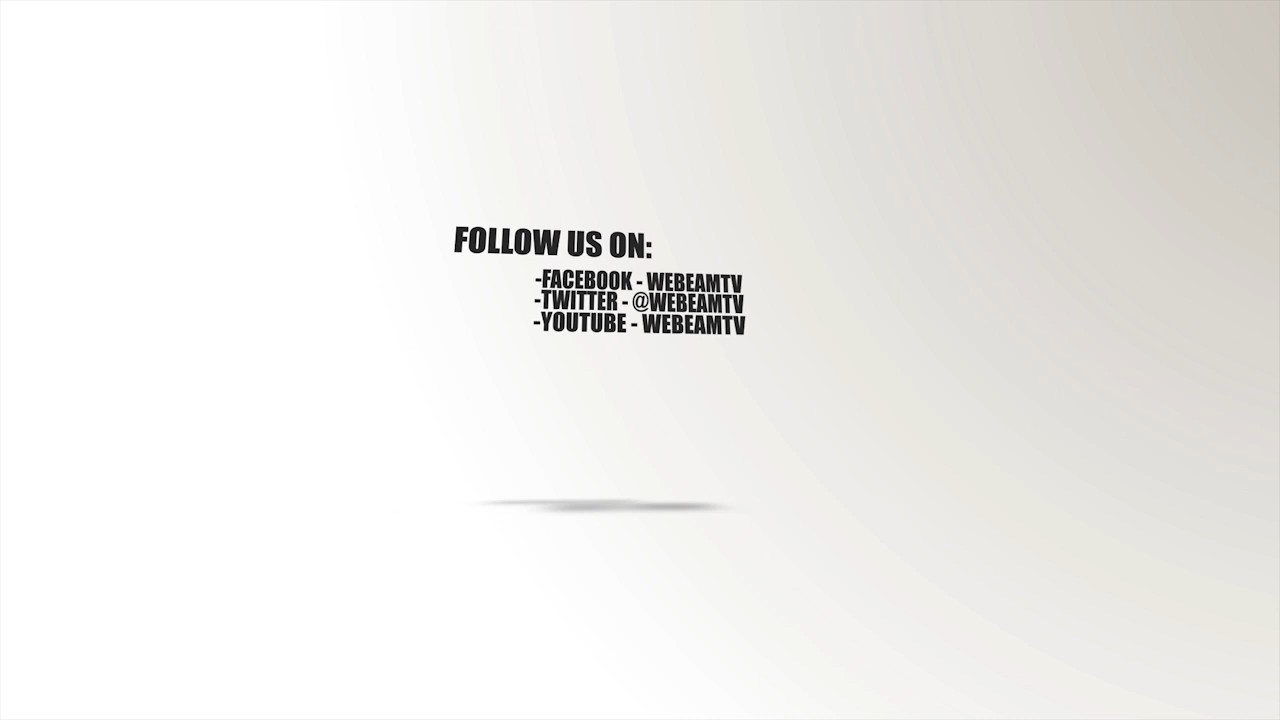 FOLLOW US ON:
-FACEBOOK - WEBEAMTV
-TWITTER - @WEBEAMTV
-YOUTUBE - WEBEAMTV